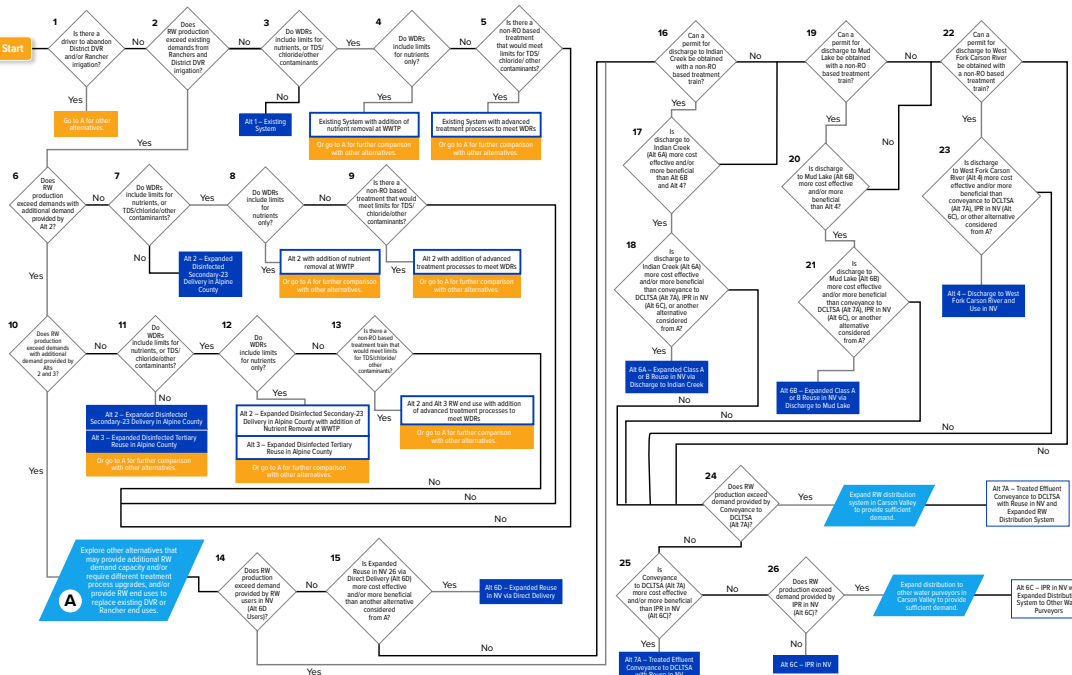 Start
1
Is there a
driver to abandon
District DVR
and/or Rancher
irrigation?
No
Yes
Go to A for other
alternatives.
2
Does
RW production
exceed existing
demands from
Ranchers and
District DVR
irrigation?
No
Yes
3
Do WDRs
include limits for
nutrients, or TDS/
chloride/other
contaminants
Yes
No
Alt 1 – Existing
System
4
Do WDRs
include limits for
nutrients only?
No
Yes
Existing System with addition of
nutrient removal at WWTP
Or go to A for further comparison
with other alternatives.
5
Is there a
non-RO based
treatment
that would meet
limits for TDS/
chloride/ other
contaminants?
No
Yes
Existing System with advanced
treatment processes to meet WDRs
Or go to A for further comparison
with other alternatives.
6
Does
RW
production
exceed demands with
additional demand
provided by
Alt 2?
No
Yes
7
Do WDRs
include limits for
nutrients, or
TDS/chloride/other
contaminants?
Yes
No
Alt 2 – Expanded
Disinfected
Secondary-23
Delivery in Alpine
County
8
Do WDRs
include limits
for
nutrients
only?
No
Yes
Alt 2 with addition of nutrient
removal at WWTP
Or go to A for further comparison
with other alternatives.
9
Is there a
non-RO based
treatment that would
meet limits for TDS/
chloride/other
contaminants?
No
Yes
Alt 2 with addition of advanced
treatment processes to meet WDRs
Or go to A for further comparison
with other alternatives.
10
Does RW
production
exceed demands
with additional
demand provided by
Alts
2 and 3?
No
Yes
11
Do
WDRs
include limits for
nutrients, or TDS/
chloride/other
contaminants?
Yes
No
Alt 2 – Expanded Disinfected
Secondary-23 Delivery in Alpine County
Alt 3 – Expanded Disinfected Tertiary
Reuse in Alpine County
Or go to A for further comparison
with other alternatives.
12
Do
WDRs
include limits
for nutrients
only?
No
Yes
Alt 2 – Expanded Disinfected Secondary-23
Delivery in Alpine County with addition of
Nutrient Removal at WWTP
Alt 3 – Expanded Disinfected Tertiary
Reuse in Alpine County
Or go to A for further comparison
with other alternatives.
13
Is there a
non-RO based
treatment train that
would meet limits
for TDS/chloride/
other
contaminants?
No
Yes
Alt 2 and Alt 3 RW end use with addition
of advanced treatment processes to
meet WDRs
Or go to A for further comparison
with other alternatives.
No
No
No
Explore other alternatives that
may provide additional RW
demand capacity and/or
require different treatment
process upgrades, and/or
provide RW end uses to
replace existing DVR or
Rancher end uses.
A
14
Does RW
production
exceed demand
provided by RW
users in NV
(Alt 6D
Users)?
No
Yes
15
Is Expanded
Reuse in NV 26 via
Direct Delivery (Alt 6D)
more cost effective
and/or more beneficial
than another alternative
considered
from A?
Yes
No
Alt 6D – Expanded Reuse
in NV via Direct Delivery
16
Can a
permit for
discharge to Indian
Creek be obtained
with a non-RO
based treatment
train?
No
Yes
17
Is
discharge to
Indian Creek
(Alt 6A) more cost
effective and/or
more beneficial
than Alt 6B
and Alt 4?
Yes
18
Is
discharge to
Indian Creek (Alt 6A)
more cost effective and/or
more beneficial than conveyance to
DCLTSA (Alt 7A), IPR in NV
(Alt 6C), or another
alternative
considered
from A?
Yes
No
Alt 6A – Expanded Class A
or B Reuse in NV via
Discharge to Indian Creek
19
Can a
permit for
discharge to Mud
Lake be obtained with
a non-RO based
treatment
train?
No
Yes
20
Is
discharge
to Mud Lake (Alt 6B)
more cost effective
and/or more
beneficial
than Alt 4?
No
Yes
21
Is
discharge to
Mud Lake (Alt 6B)
more cost effective
and/or more
beneficial than conveyance to
DCLTSA (Alt 7A), IPR in NV
(Alt 6C), or another
alternative
considered
from A?
Yes
Alt 6B – Expanded Class A
or B Reuse in NV via
Discharge to Mud Lake
22
Can a
permit for
discharge to West
Fork Carson River
be obtained with a
non-RO based
treatment
train?
Yes
23
Is discharge
to West Fork Carson
River (Alt 4) more cost
effective and/or more
beneficial than
conveyance to DCLTSA
(Alt 7A), IPR in NV (Alt
6C), or other alternative
considered
from A?
Alt 4 – Discharge to West
Fork Carson River and
Use in NV
No
No
24
Does RW
production exceed
demand provided by
Conveyance to
DCLTSA
(Alt 7A)?
Yes
No
Expand RW distribution
system in Carson Valley
to provide sufficient
demand.
Alt 7A – Treated Effluent
Conveyance to DCLTSA
with Reuse in NV and
Expanded RW
Distribution System
25
Is
Conveyance
to DCLTSA (Alt 7A)
more cost effective
and/or more beneficial
than IPR in NV
(Alt 6C)?
No
Yes
Alt 7A – Treated Effluent
Conveyance to DCLTSA
with Reuse in NV
26
Does RW
production exceed
demand provided by
IPR in NV
(Alt 6C)?
Yes
No
Alt 6C – IPR in NV
Expand distribution to
other water purveyors in
Carson Valley to provide
sufficient demand.
Alt 6C – IPR in NV
Expanded
System to Other
Purveyors